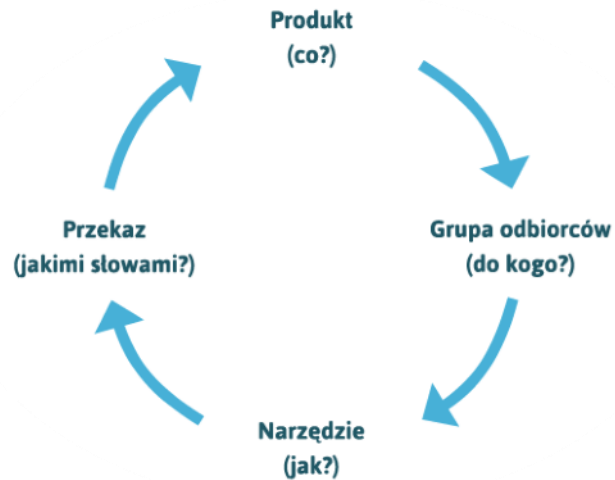 Produkt
(co?)
Grupa odbiorców
(do kogo?)
Narzędzie
(jak?)
Przekaz
(jakimi słowami?)